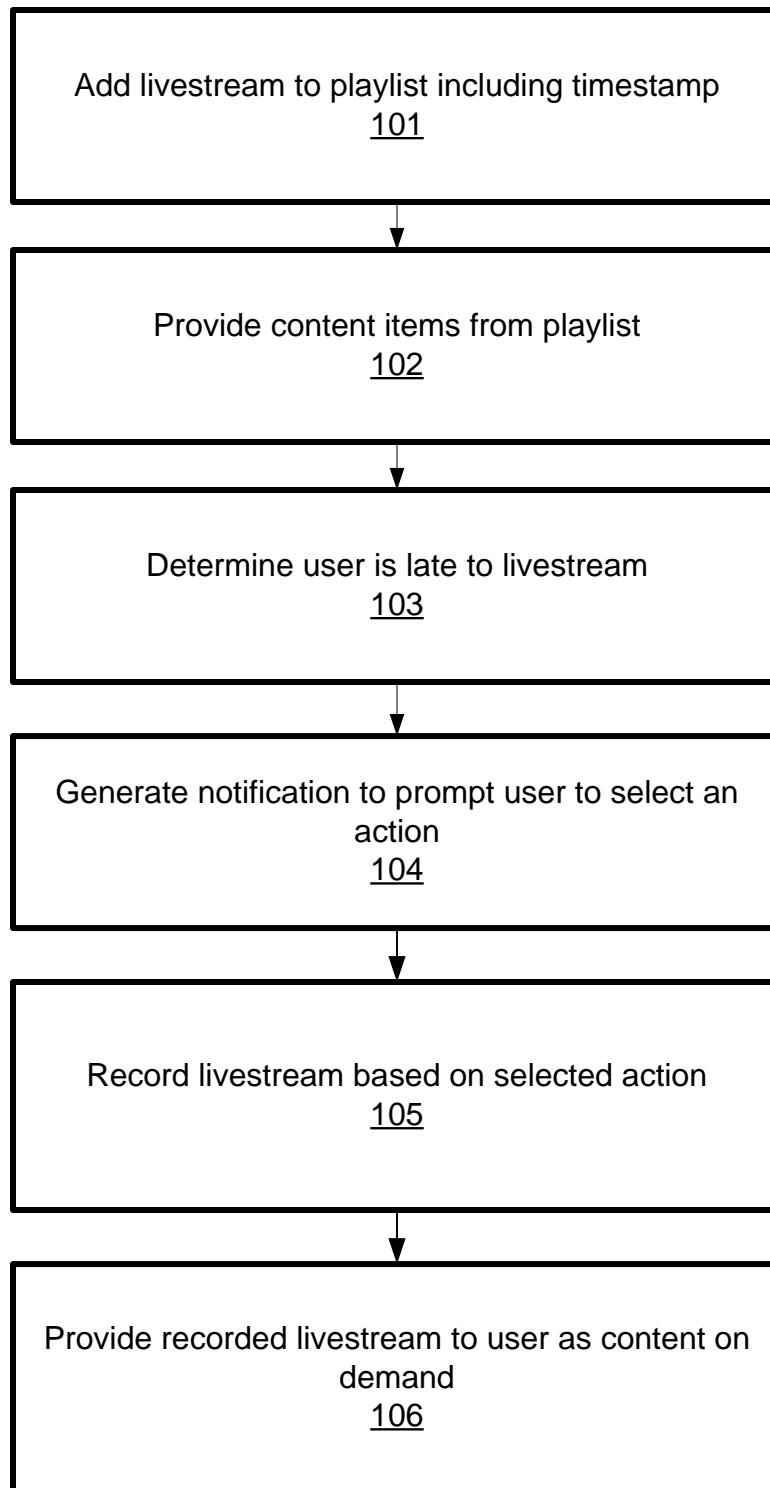 Add livestream to playlist including timestamp
101
Provide content items from playlist
102
Determine user is late to livestream
103
Generate notification to prompt user to select an
action
104
Record livestream based on selected action
105
Provide recorded livestream to user as content on
demand
106